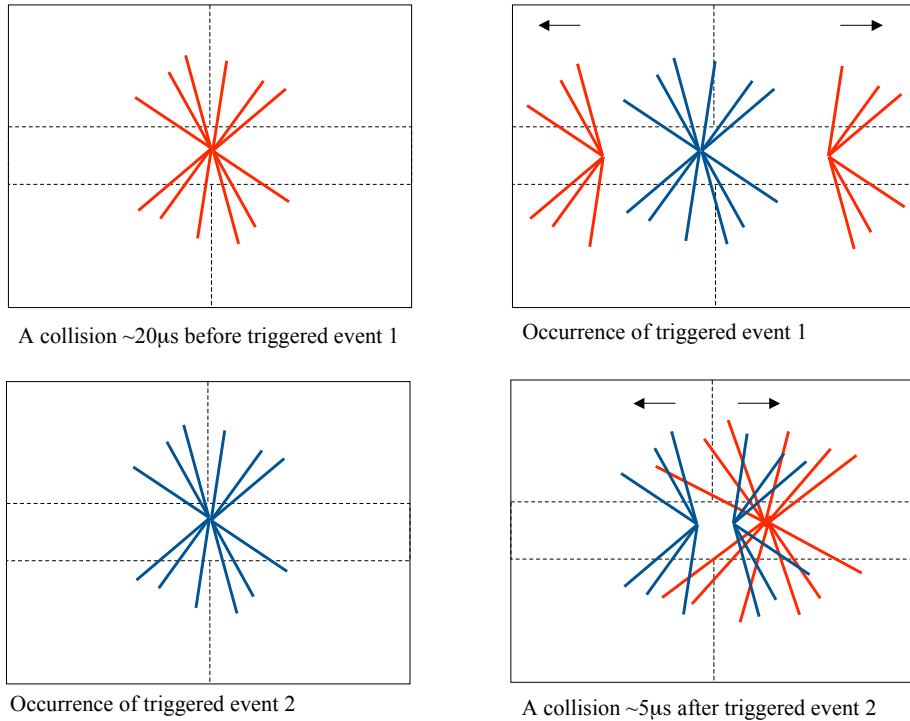 A collision ~20μs before triggered event 1
Occurrence of triggered event 1
Occurrence of triggered event 2
A collision ~5μs after triggered event 2